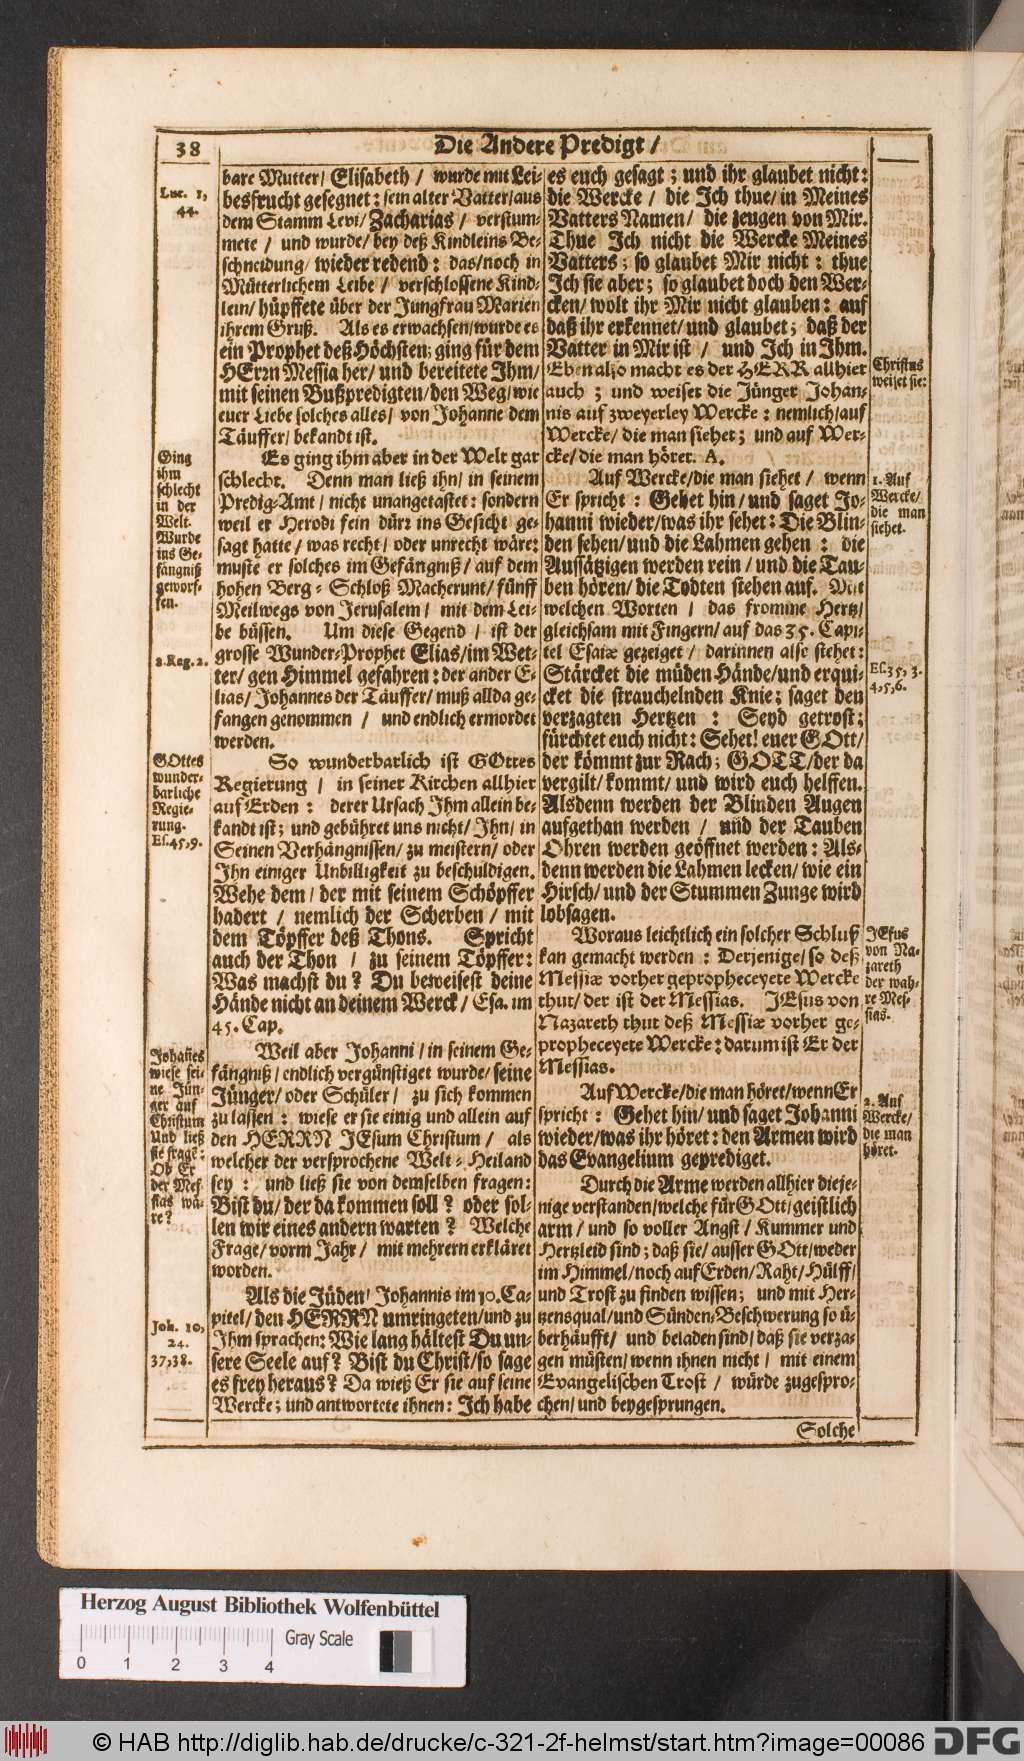 38
Die Andere Predigt /
bare Mutter / Elisabeth / wurde mit Lei-
besfrucht gesegnet: sein alter Vatter / aus
dem Stamm Levi / Zacharias / verstum-
mete / und wurde / bey deß Kindleins Be-
schneidung / wieder redend: das / noch in
Mütterlichem Leibe / verschlossene Kind-
lein / hüpffete über der Jungfrau Marien
ihrem Gruß. Als es erwachsen / wurde es
ein Prophet deß Höchsten; ging für dem
HErrn Messia her / und bereitete Ihm /
mit seinen Bußpredigten / den Weg / wie
euer Liebe solches alles / von Johanne dem
Täuffer / bekandt ist.
Es ging ihm aber in der Welt gar
schlecht. Denn man ließ ihn / in seinem
Predig-Amt / nicht unangetastet: sondern
weil er Herodi fein dürr ins Gesicht ge-
sagt hatte / was recht / oder unrecht wäre:
muste er solches im Gefängniß / auf dem
hohen Berg-Schloß Macherunt / fünff
Meilwegs von Jerusalem / mit dem Lei-
be büssen. Um diese Gegend / ist der
grosse Wunder-Prophet Elias / im Wet-
ter / gen Himmel gefahren: der ander E-
lias / Johannes der Täuffer / muß allda ge-
fangen genommen / und endlich ermordet
werden.
So wunderbarlich ist GOttes
Regierung / in seiner Kirchen allhier
auf Erden: derer Ursach Ihm allein be-
kandt ist; und gebühret uns nicht / Ihn / in
Seinen Verhängnissen / zu meistern / oder
Ihn einiger Unbilligkeit zu beschuldigen.
Wehe dem / der mit seinem Schöpffer
hadert / nemlich der Scherben / mit
dem Töpffer deß Thons. Spricht
auch der Thon / zu seinem Töpffer:
Was machst du? Du beweisest deine
Hände nicht an deinem Werck / Esa. im
45. Cap.
Weil aber Johanni / in seinem Ge-
fängniß / endlich vergünstiget wurde / seine
Jünger / oder Schüler / zu sich kommen
zu lassen: wiese er sie einig und allein auf
den HERRN JEsum Christum / als
welcher der versprochene Welt-Heiland
sey: und ließ sie von demselben fragen:
Bist du / der da kommen soll? oder sol-
len wir eines andern warten? Welche
Frage / vorm Jahr / mit mehrern erkläret
worden.
Als die Jüden / Johannis im 10. Ca-
pitel / den HERRN umringeten / und zu
Ihm sprachen: Wie lang hältest Du un-
sere Seele auf? Bist du Christ / so sage
es frey heraus? Da wieß Er sie auf seine
Wercke; und antwortete ihnen: Ich habe
Luc. 1,
44.
Ging
ihm
schlecht
in der
Welt.
Wurde
ins Ge-
fängniß
geworf-
fen.
2. Reg. 2.
GOttes
wunder-
barliche
Regie-
rung.
Es. 45, 9.
Johanes
wiese sei-
ne Jün-
ger auf
Christum
Und ließ
sie frage:
Ob Er
der Mes-
sias wä-
re?
Joh. 10,
24.
37, 38.
es euch gesagt; und ihr glaubet nicht:
die Wercke / die Ich thue / in Meines
Vatters Namen / die zeugen von Mir.
Thue Ich nicht die Wercke Meines
Vatters; so glaubet Mir nicht: thue
Ich sie aber; so glaubet doch den Wer-
cken / wolt ihr Mir nicht glauben: auf
daß ihr erkennet / und glaubet; daß der
Vatter in Mir ist / und Ich in Ihm.
Eben also macht es der HERR allhier
auch; und weiset die Jünger Johan-
nis auf zweyerley Wercke: nemlich / auf
Wercke / die man siehet; und auf Wer-
cke / die man höret. A.
Auf Wercke / die man siehet / wenn
Er spricht: Gehet hin / und saget Jo-
hanni wieder / was ihr sehet: Die Blin-
den sehen / und die Lahmen gehen: die
Aussätzigen werden rein / und die Tau-
ben hören / die Todten stehen auf. Mit
welchen Worten / das fromme Hertz /
gleichsam mit Fingern / auf das 35. Capi-
tel Esaiæ gezeiget / darinnen also stehet:
Stärcket die müden Hände / und erqui-
cket die strauchelnden Knie; saget den
verzagten Hertzen: Seyd getrost;
fürchtet euch nicht: Sehet! euer GOtt /
der kömmt zur Rach; GOTT / der da
vergilt / kommt / und wird euch helffen.
Alsdenn werden der Blinden Augen
aufgethan werden / und der Tauben
Ohren werden geöffnet werden: Als-
denn werden die Lahmen lecken / wie ein
Hirsch / und der Stummen Zunge wird
lobsagen.
Woraus leichtlich ein solcher Schluß
kan gemacht werden: Derjenige / so deß
Messiæ vorher gepropheceyete Wercke
thut / der ist der Messias. JEsus von
Nazareth thut deß Messiæ vorher ge-
propheceyete Wercke: darum ist Er der
Messias.
Auf Wercke / die man höret / wenn Er
spricht: Gehet hin / und saget Johanni
wieder / was ihr höret: den Armen wird
das Evangelium geprediget.
Durch die Arme werden allhier dieje-
nige verstanden / welche für GOtt / geistlich
arm / und so voller Angst / Kummer und
Hertzleid sind; daß sie / ausser GOtt / weder
im Himmel / noch auf Erden / Raht / Hülff /
und Trost zu finden wissen; und mit Her-
tzensqual / und Sünden-Beschwerung so ü-
berhäufft / und beladen sind / daß sie verza-
gen müsten / wenn ihnen nicht / mit einem
Evangelischen Trost / würde zugespro-
chen / und beygesprungen.
Solche
Christus
weiset sie:
1. Auf
Wercke /
die man
siehet.
Es. 35, 3.
4, 5, 6.
JEsus
von Na-
zareth
der wah-
re Mes-
sias.
2. Auf
Wercke /
die man
höret.
Herzog August Bibliothek Wolfenbüttel
Gray Scale
0 1 2 3 4
© HAB http://diglib.hab.de/drucke/c-321-2f-helmst/start.htm?image=00086
DFG